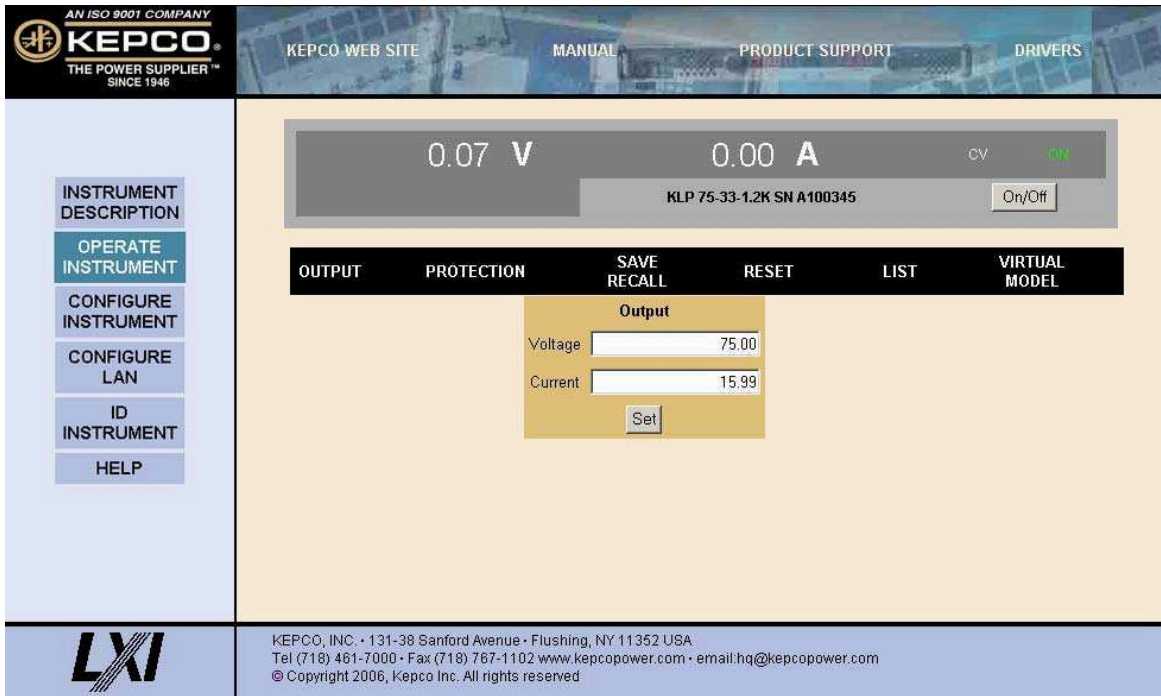 AN ISO 9001 COMPANY
KEPCO®
THE POWER SUPPLIER™
SINCE 1946
KEPCO WEB SITE MANUAL PRODUCT SUPPORT DRIVERS
0.07 V 0.00 A CV ON
KLP 75-33-1.2K SN A100345 On/Off
INSTRUMENT
DESCRIPTION
OPERATE
INSTRUMENT
CONFIGURE
INSTRUMENT
CONFIGURE
LAN
ID
INSTRUMENT
HELP
OUTPUT PROTECTION SAVE RECALL RESET LIST VIRTUAL MODEL
Output
Voltage 75.00
Current 15.99
Set
LXI
KEPCO, INC. • 131-38 Sanford Avenue • Flushing, NY 11352 USA
Tel (718) 461-7000 • Fax (718) 767-1102 www.kepcopower.com • email:hq@kepcopower.com
© Copyright 2006, Kepco Inc. All rights reserved